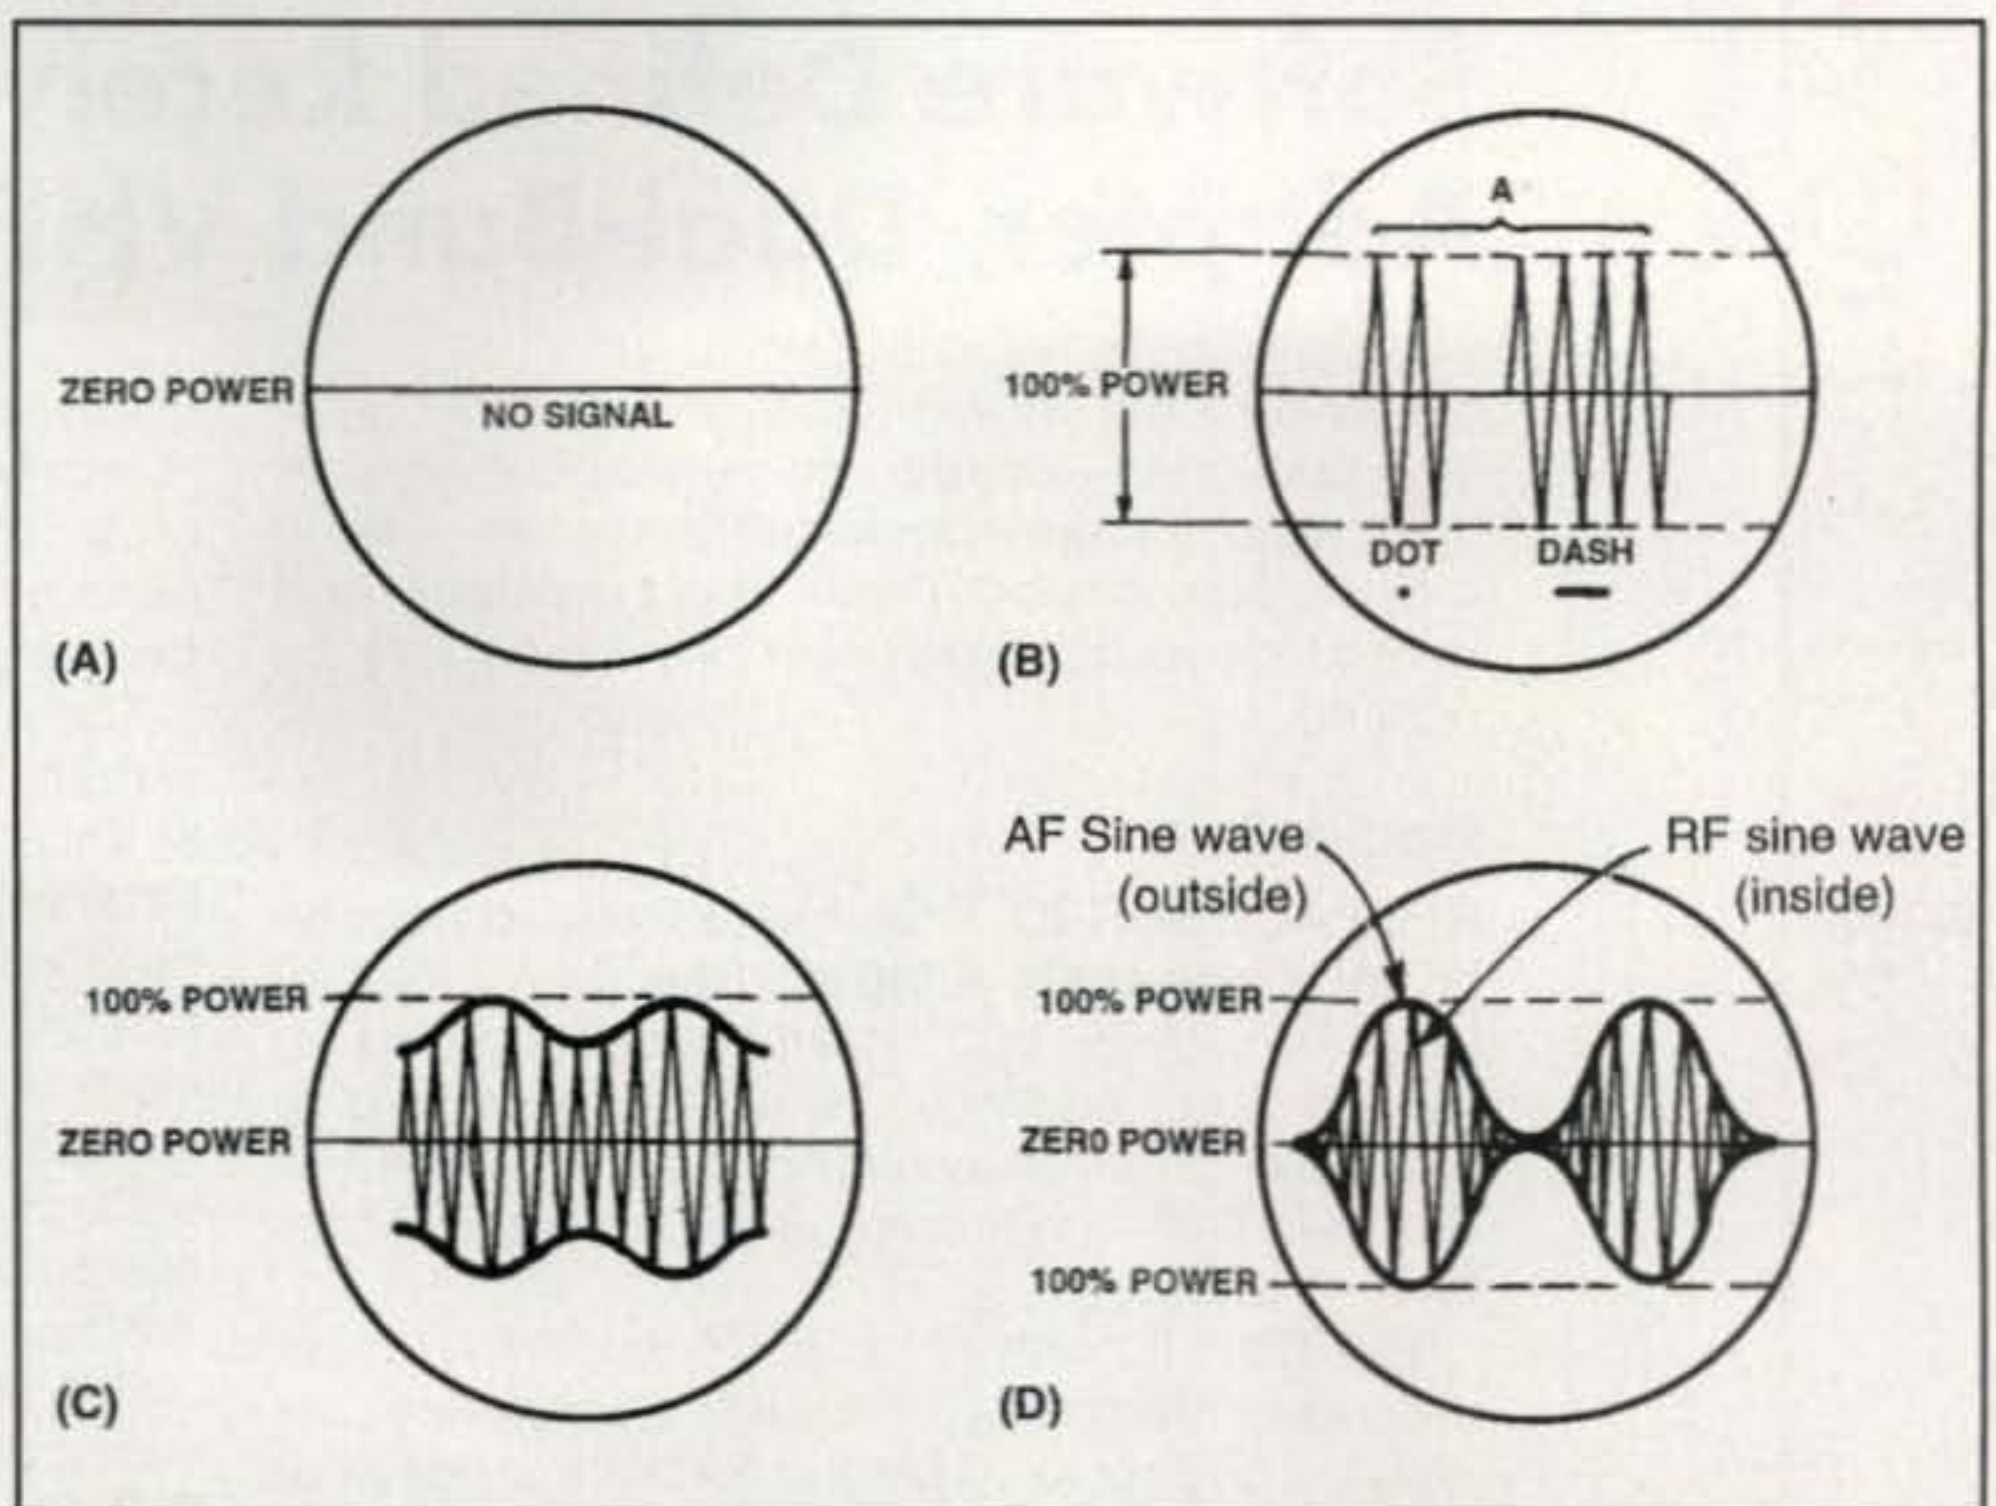 ZERO POWER
NO SIGNAL
(A)
A
100% POWER
DOT
DASH
(B)
100% POWER
ZERO POWER
(C)
AF Sine wave
(outside)
RF sine wave
(inside)
100% POWER
ZER0 POWER
100% POWER
(D)